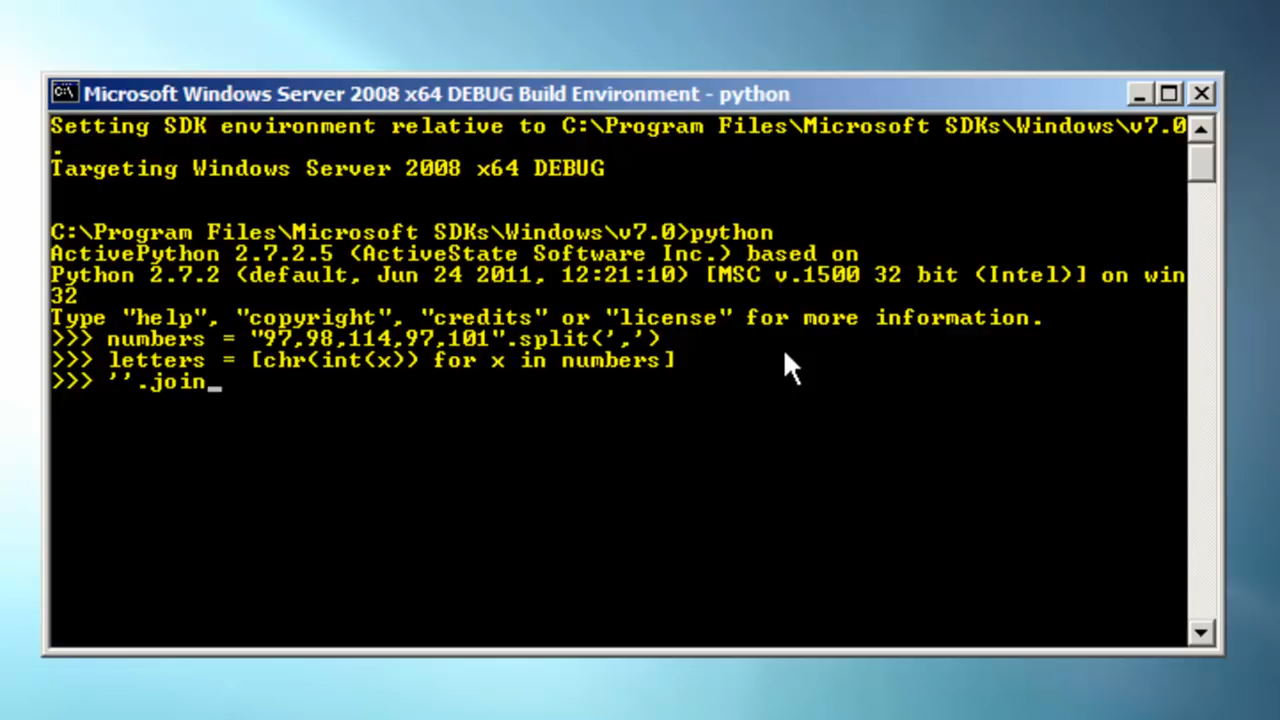 Microsoft Windows Server 2008 x64 DEBUG Build Environment - python
Setting SDK environment relative to C:\Program Files\Microsoft SDKs\Windows\v7.0
.
Targeting Windows Server 2008 x64 DEBUG
C:\Program Files\Microsoft SDKs\Windows\v7.0>python
ActivePython 2.7.2.5 (ActiveState Software Inc.) based on
Python 2.7.2 (default, Jun 24 2011, 12:21:10) [MSC v.1500 32 bit (Intel)] on win
32
Type "help", "copyright", "credits" or "license" for more information.
>>> numbers = "97,98,114,97,101".split(',')
>>> letters = [chr(int(x)) for x in numbers]
>>> ''.join_